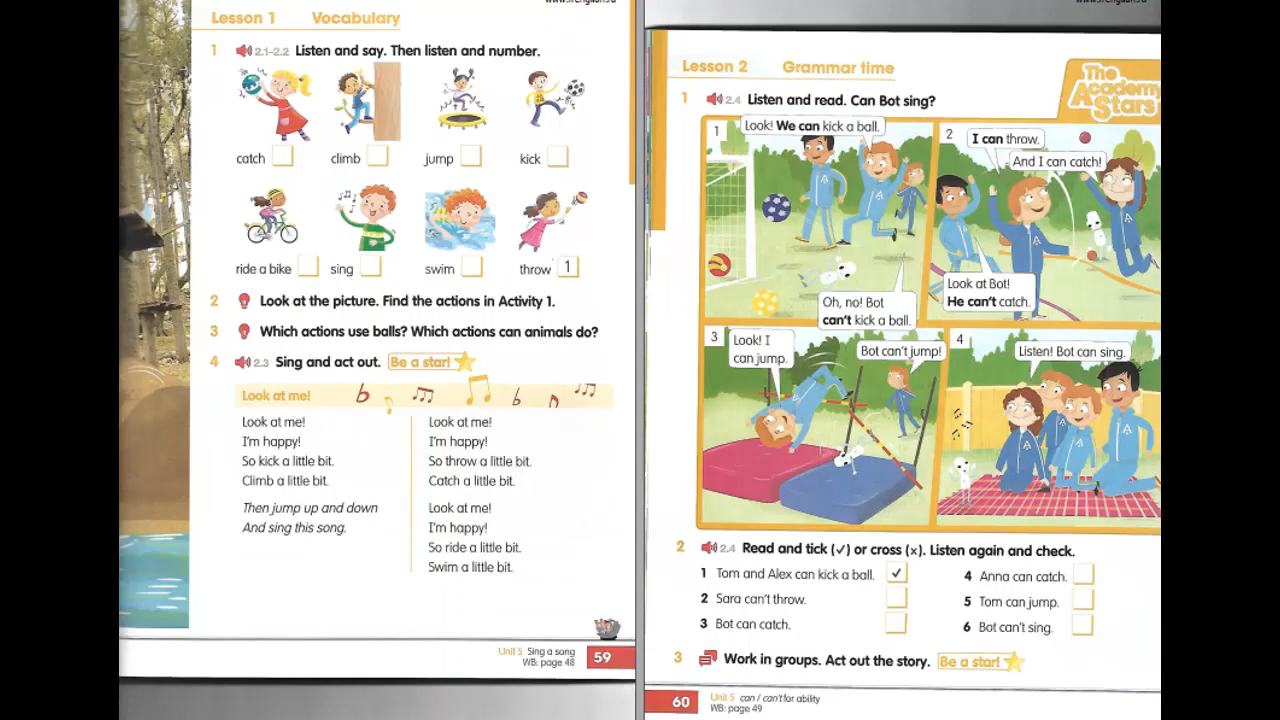 Lesson 1 Vocabulary
1 2.1–2.2 Listen and say. Then listen and number.
catch climb jump kick
ride a bike sing swim throw 1
2 Look at the picture. Find the actions in Activity 1.
3 Which actions use balls? Which actions can animals do?
4 2.3 Sing and act out. Be a star!
Look at me!
Look at me!
I'm happy!
So kick a little bit.
Climb a little bit.
Then jump up and down
And sing this song.
Look at me!
I'm happy!
So throw a little bit.
Catch a little bit.
Look at me!
I'm happy!
So ride a little bit.
Swim a little bit.
Unit 5 Sing a song
WB: page 48
59
Lesson 2 Grammar time
The
Academy
Stars
1 2.4 Listen and read. Can Bot sing?
1
Look! We can kick a ball.
Oh, no! Bot
can't kick a ball.
2
I can throw.
And I can catch!
Look at Bot!
He can't catch.
3
Look! I
can jump.
Bot can't jump!
4
Listen! Bot can sing.
2 2.4 Read and tick (✓) or cross (×). Listen again and check.
1 Tom and Alex can kick a ball. ✓
2 Sara can't throw.
3 Bot can catch.
4 Anna can catch.
5 Tom can jump.
6 Bot can't sing.
3 Work in groups. Act out the story. Be a star!
60
Unit 5 can / can't for ability
WB: page 49